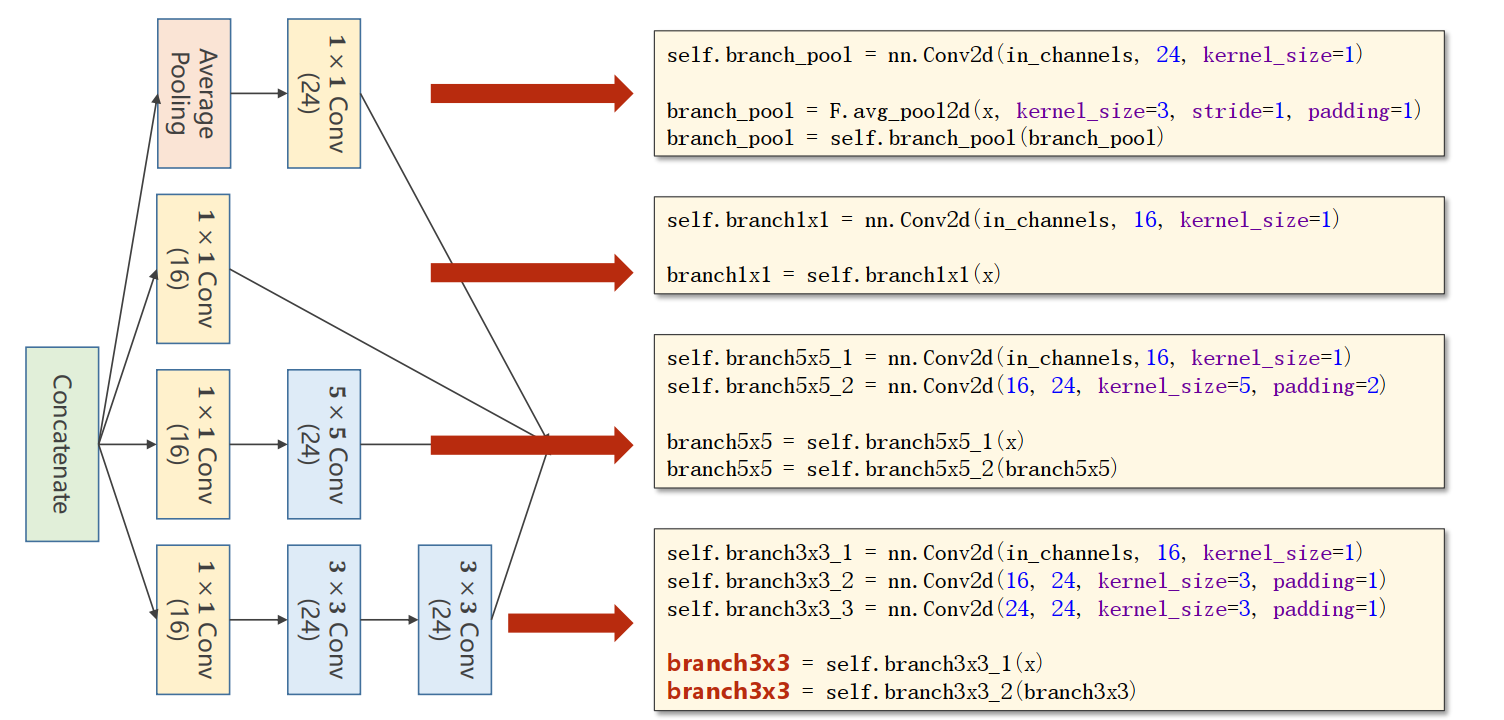 Average
Pooling
1×1 Conv
(24)
1×1 Conv
(16)
Concatenate
1×1 Conv
(16)
5×5 Conv
(24)
1×1 Conv
(16)
3×3 Conv
(24)
3×3 Conv
(24)
self.branch_pool = nn.Conv2d(in_channels, 24, kernel_size=1)
branch_pool = F.avg_pool2d(x, kernel_size=3, stride=1, padding=1)
branch_pool = self.branch_pool(branch_pool)
self.branch1x1 = nn.Conv2d(in_channels, 16, kernel_size=1)
branch1x1 = self.branch1x1(x)
self.branch5x5_1 = nn.Conv2d(in_channels,16, kernel_size=1)
self.branch5x5_2 = nn.Conv2d(16, 24, kernel_size=5, padding=2)
branch5x5 = self.branch5x5_1(x)
branch5x5 = self.branch5x5_2(branch5x5)
self.branch3x3_1 = nn.Conv2d(in_channels, 16, kernel_size=1)
self.branch3x3_2 = nn.Conv2d(16, 24, kernel_size=3, padding=1)
self.branch3x3_3 = nn.Conv2d(24, 24, kernel_size=3, padding=1)
branch3x3 = self.branch3x3_1(x)
branch3x3 = self.branch3x3_2(branch3x3)